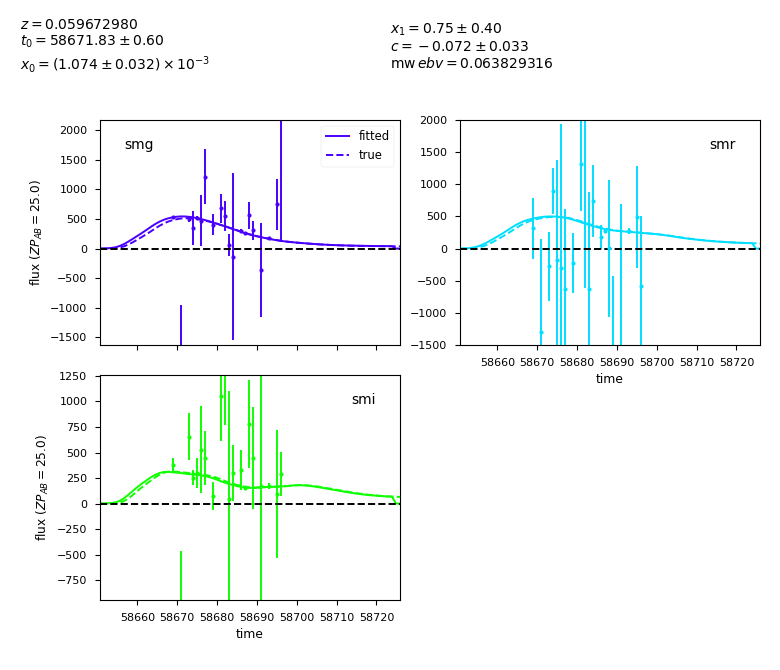 z = 0.059672980
t₀ = 58671.83 ± 0.60
x₀ = (1.074 ± 0.032) × 10⁻³
x₁ = 0.75 ± 0.40
c = −0.072 ± 0.033
mw ebv = 0.063829316
smg
fitted
true
2000
1500
1000
500
0
−500
−1000
−1500
flux (ZP_AB = 25.0)
smr
2000
1500
1000
500
0
−500
−1000
−1500
58660 58670 58680 58690 58700 58710 58720
time
smi
1250
1000
750
500
250
0
−250
−500
−750
flux (ZP_AB = 25.0)
58660 58670 58680 58690 58700 58710 58720
time